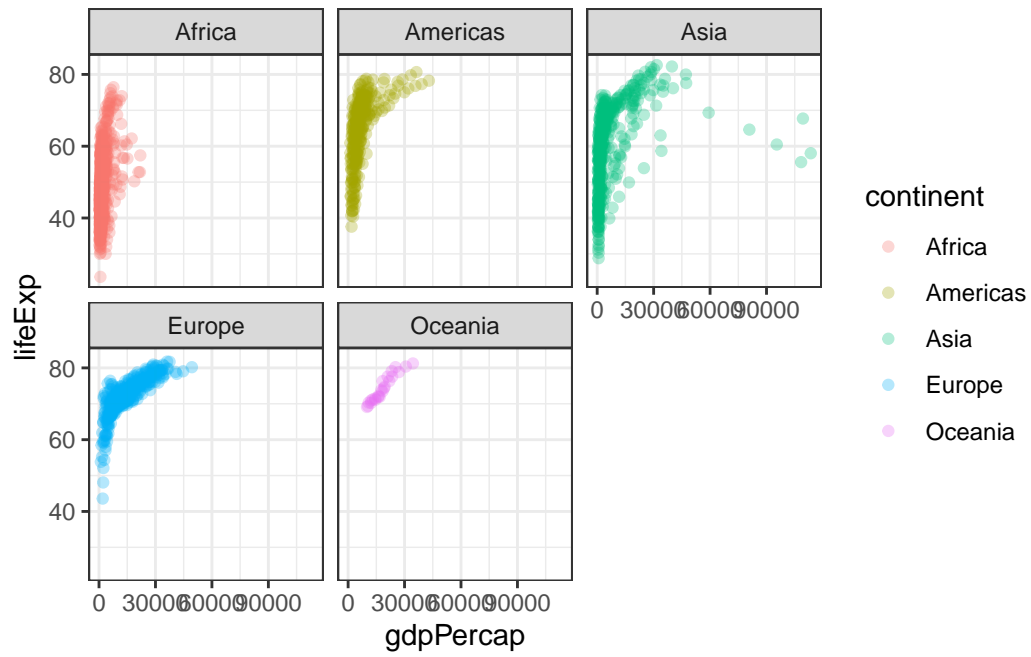 Africa Americas Asia
80
60
40
0 30000 60000 90000
continent
Africa
Americas
Asia
Europe
Oceania
lifeExp
Europe Oceania
80
60
40
0 30000 60000 90000 0 30000 60000 90000
gdpPercap